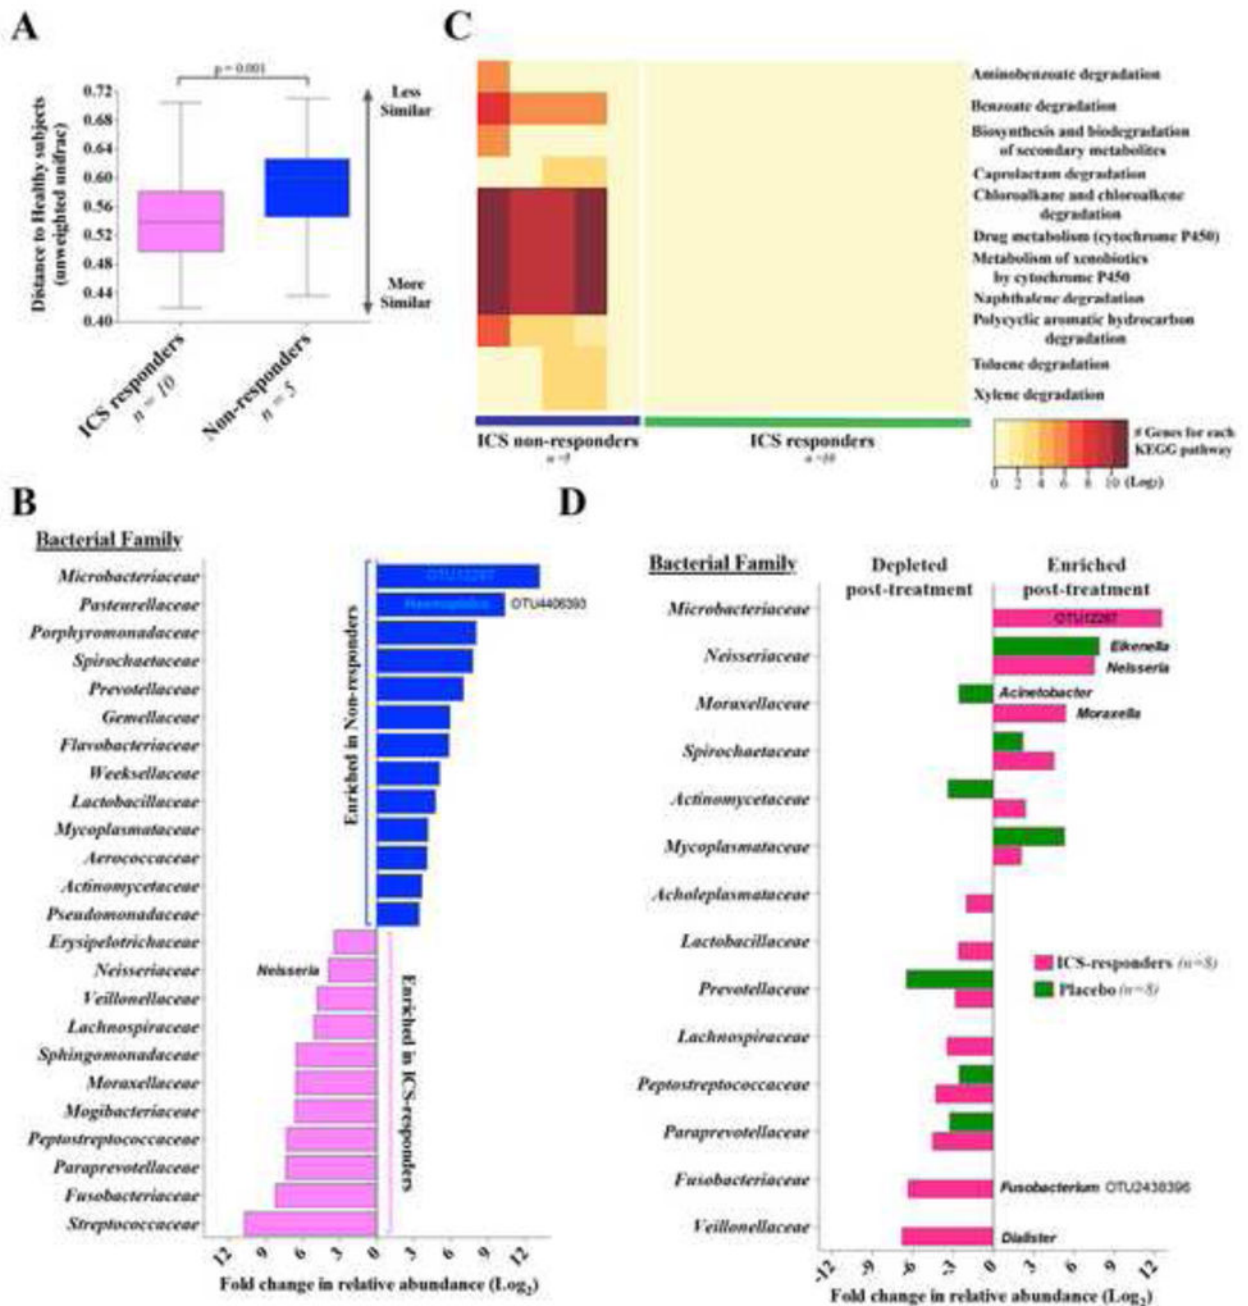 A
p = 0.001
0.72
0.68
0.64
0.60
0.56
0.52
0.48
0.44
0.40
Distance to Healthy subjects
(unweighted unifrac)
Less
Similar
More
Similar
ICS responders
n = 10
Non-responders
n = 5
C
Aminobenzoate degradation
Benzoate degradation
Biosynthesis and biodegradation
of secondary metabolites
Caprolactam degradation
Chloroalkane and chloroalkene
degradation
Drug metabolism (cytochrome P450)
Metabolism of xenobiotics
by cytochrome P450
Naphthalene degradation
Polycyclic aromatic hydrocarbon
degradation
Toluene degradation
Xylene degradation
ICS non-responders
n =5
ICS responders
n =10
# Genes for each
KEGG pathway
0 2 4 6 8 10 (Log2)
B
Bacterial Family
Microbacteriaceae
OTU12267
Pasteurellaceae
Haemophilus
OTU4406393
Porphyromonadaceae
Spirochaetaceae
Prevotellaceae
Gemellaceae
Flavobacteriaceae
Weeksellaceae
Lactobacillaceae
Mycoplasmataceae
Aerococcaceae
Actinomycetaceae
Pseudomonadaceae
Erysipelotrichaceae
Neisseriaceae
Neisseria
Veillonellaceae
Lachnospiraceae
Sphingomonadaceae
Moraxellaceae
Mogibacteriaceae
Peptostreptococcaceae
Paraprevotellaceae
Fusobacteriaceae
Streptococcaceae
Enriched in Non-responders
Enriched in ICS-responders
12 9 6 3 0 3 6 9 12
Fold change in relative abundance (Log2)
D
Bacterial Family
Depleted
post-treatment
Enriched
post-treatment
Microbacteriaceae
OTU12267
Neisseriaceae
Eikenella
Neisseria
Moraxellaceae
Acinetobacter
Moraxella
Spirochaetaceae
Actinomycetaceae
Mycoplasmataceae
Acholeplasmataceae
Lactobacillaceae
Prevotellaceae
Lachnospiraceae
Peptostreptococcaceae
Paraprevotellaceae
Fusobacteriaceae
Fusobacterium OTU2438396
Veillonellaceae
Dialister
ICS-responders (n=8)
Placebo (n=8)
-12 -9 -6 -3 0 3 6 9 12
Fold change in relative abundance (Log2)